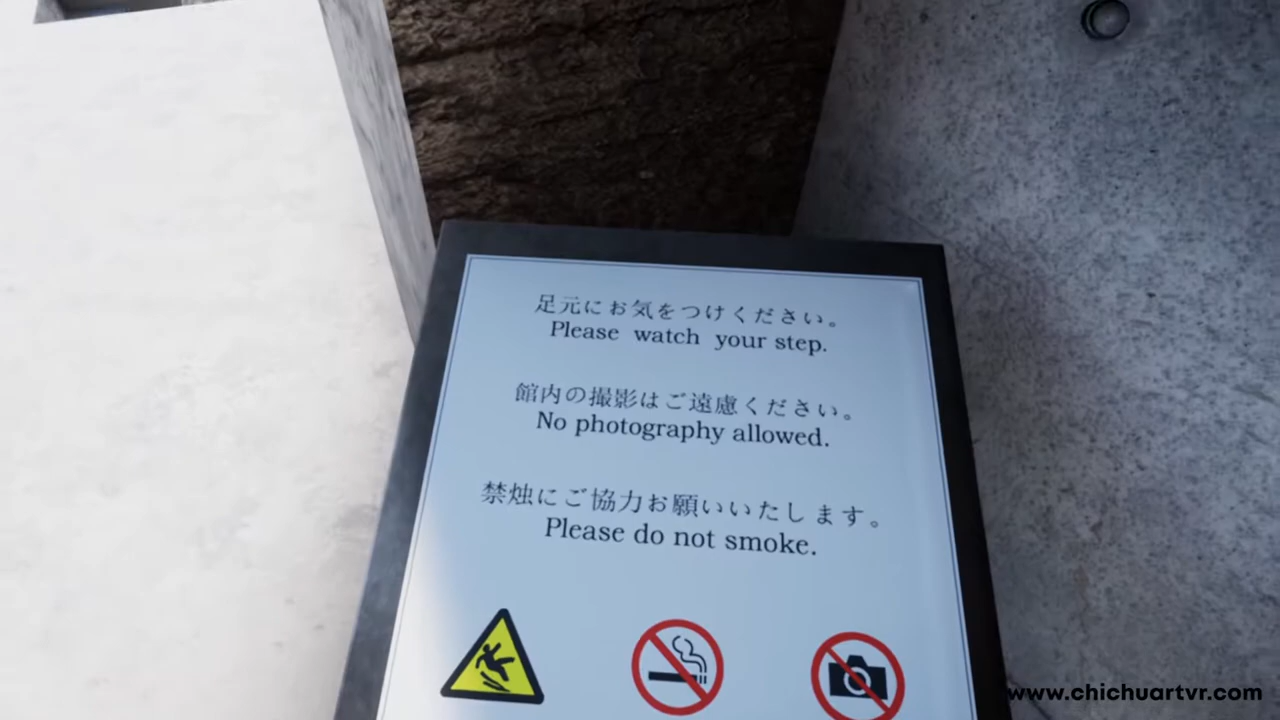 足元にお気をつけください。
Please watch your step.
館内の撮影はご遠慮ください。
No photography allowed.
禁烛にご協力お願いいたします。
Please do not smoke.
www.chichuartvr.com